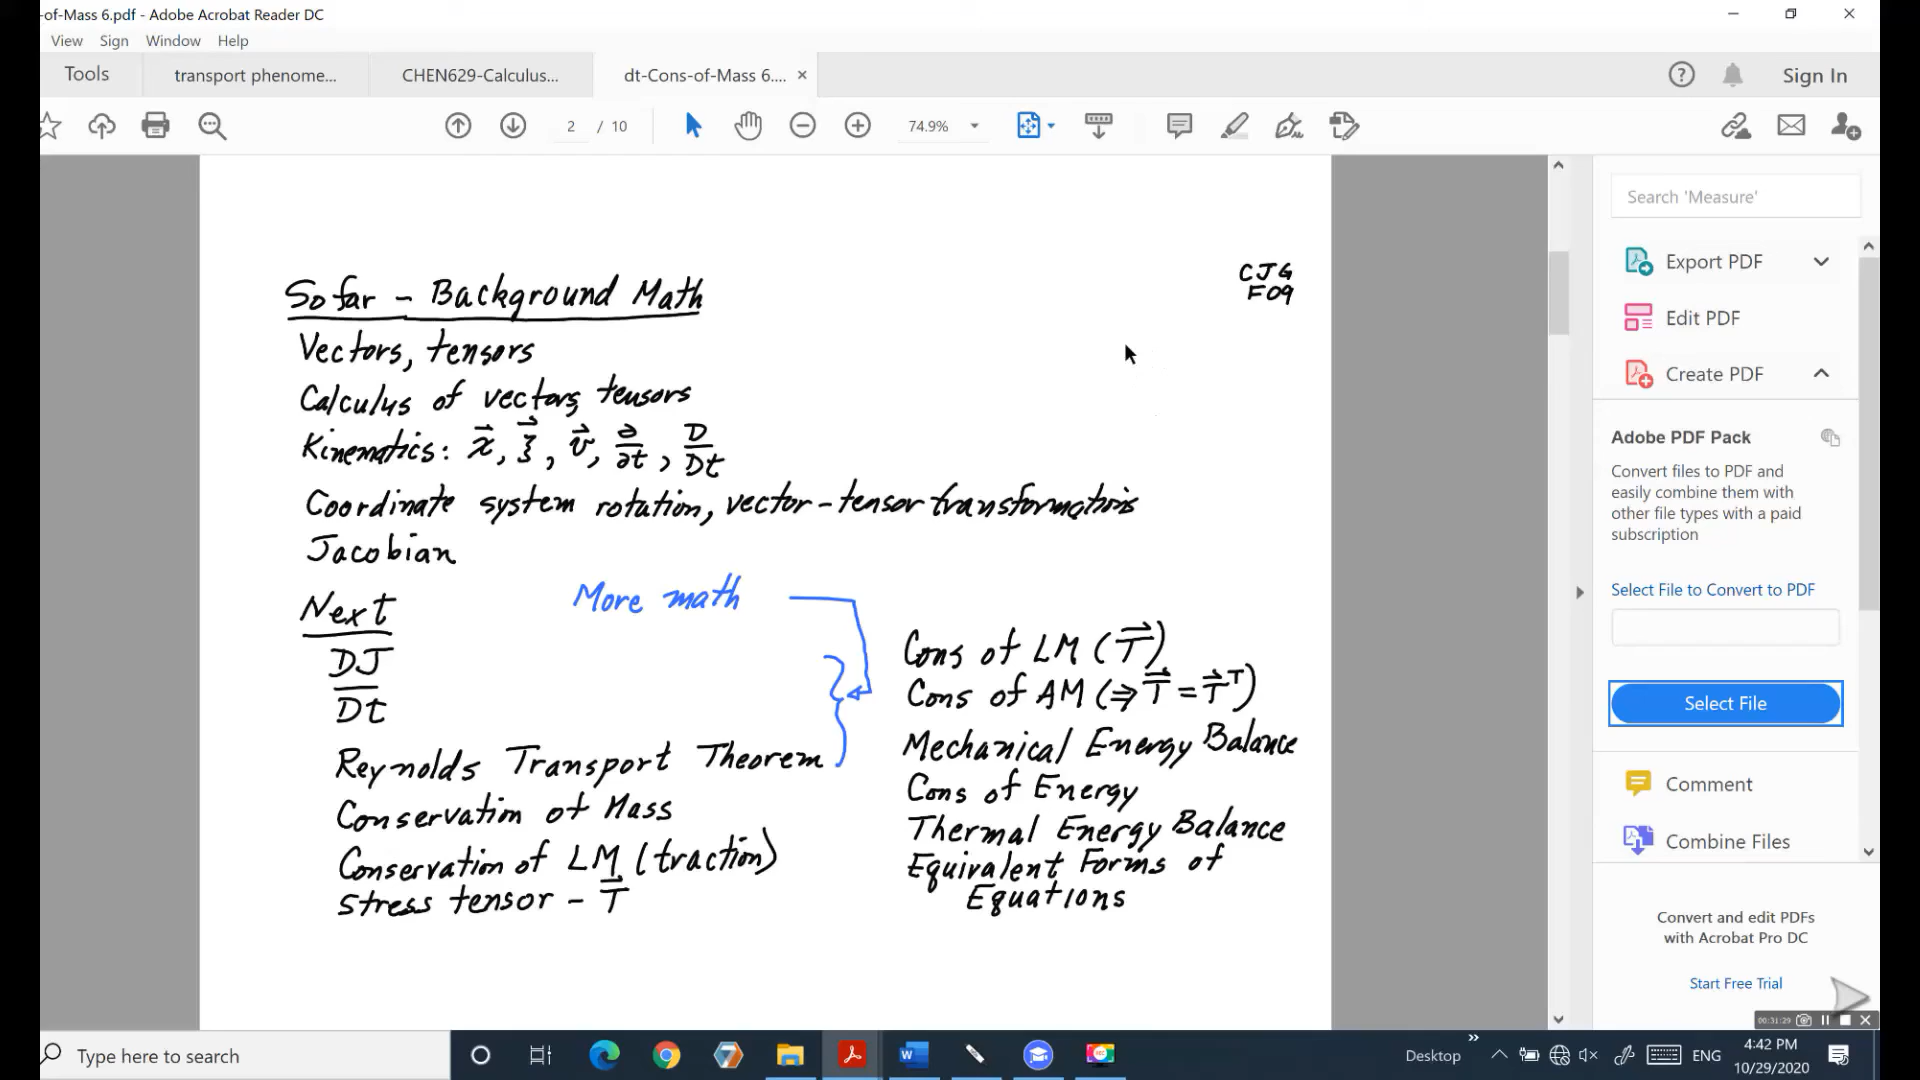 -of-Mass 6.pdf - Adobe Acrobat Reader DC
View Sign Window Help
Tools transport phenome... CHEN629-Calculus... dt-Cons-of-Mass 6.... × Sign In
2 / 10 74.9%
CJG
F09
So far - Background Math
Vectors, tensors
Calculus of vectors, tensors
Kinematics: x⃗, ξ⃗, v⃗, ∂/∂t, D/Dt
Coordinate system rotation, vector-tensor transformations
Jacobian
Next
More math
DJ
Dt
Reynolds Transport Theorem
Conservation of Mass
Conservation of LM (traction)
Stress tensor - T⃗
Cons of LM (T⃗)
Cons of AM (⇒ T⃗ = T⃗ᵀ)
Mechanical Energy Balance
Cons of Energy
Thermal Energy Balance
Equivalent Forms of
Equations
Search 'Measure'
Export PDF
Edit PDF
Create PDF
Adobe PDF Pack
Convert files to PDF and
easily combine them with
other file types with a paid
subscription
Select File to Convert to PDF
Select File
Comment
Combine Files
Convert and edit PDFs
with Acrobat Pro DC
Start Free Trial
00:31:29
Type here to search
Desktop
ENG
4:42 PM
10/29/2020